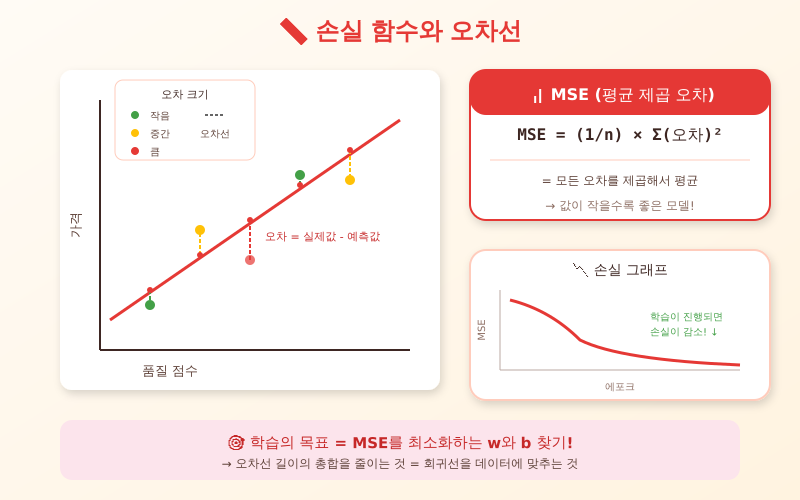 📏 손실 함수와 오차선
오차 크기
작음
중간 오차선
큼
가격
오차 = 실제값 - 예측값
품질 점수
📊 MSE (평균 제곱 오차)
MSE = (1/n) × Σ(오차)²
= 모든 오차를 제곱해서 평균
→ 값이 작을수록 좋은 모델!
📉 손실 그래프
MSE
학습이 진행되면
손실이 감소! ↓
에포크
🎯 학습의 목표 = MSE를 최소화하는 w와 b 찾기!
→ 오차선 길이의 총합을 줄이는 것 = 회귀선을 데이터에 맞추는 것